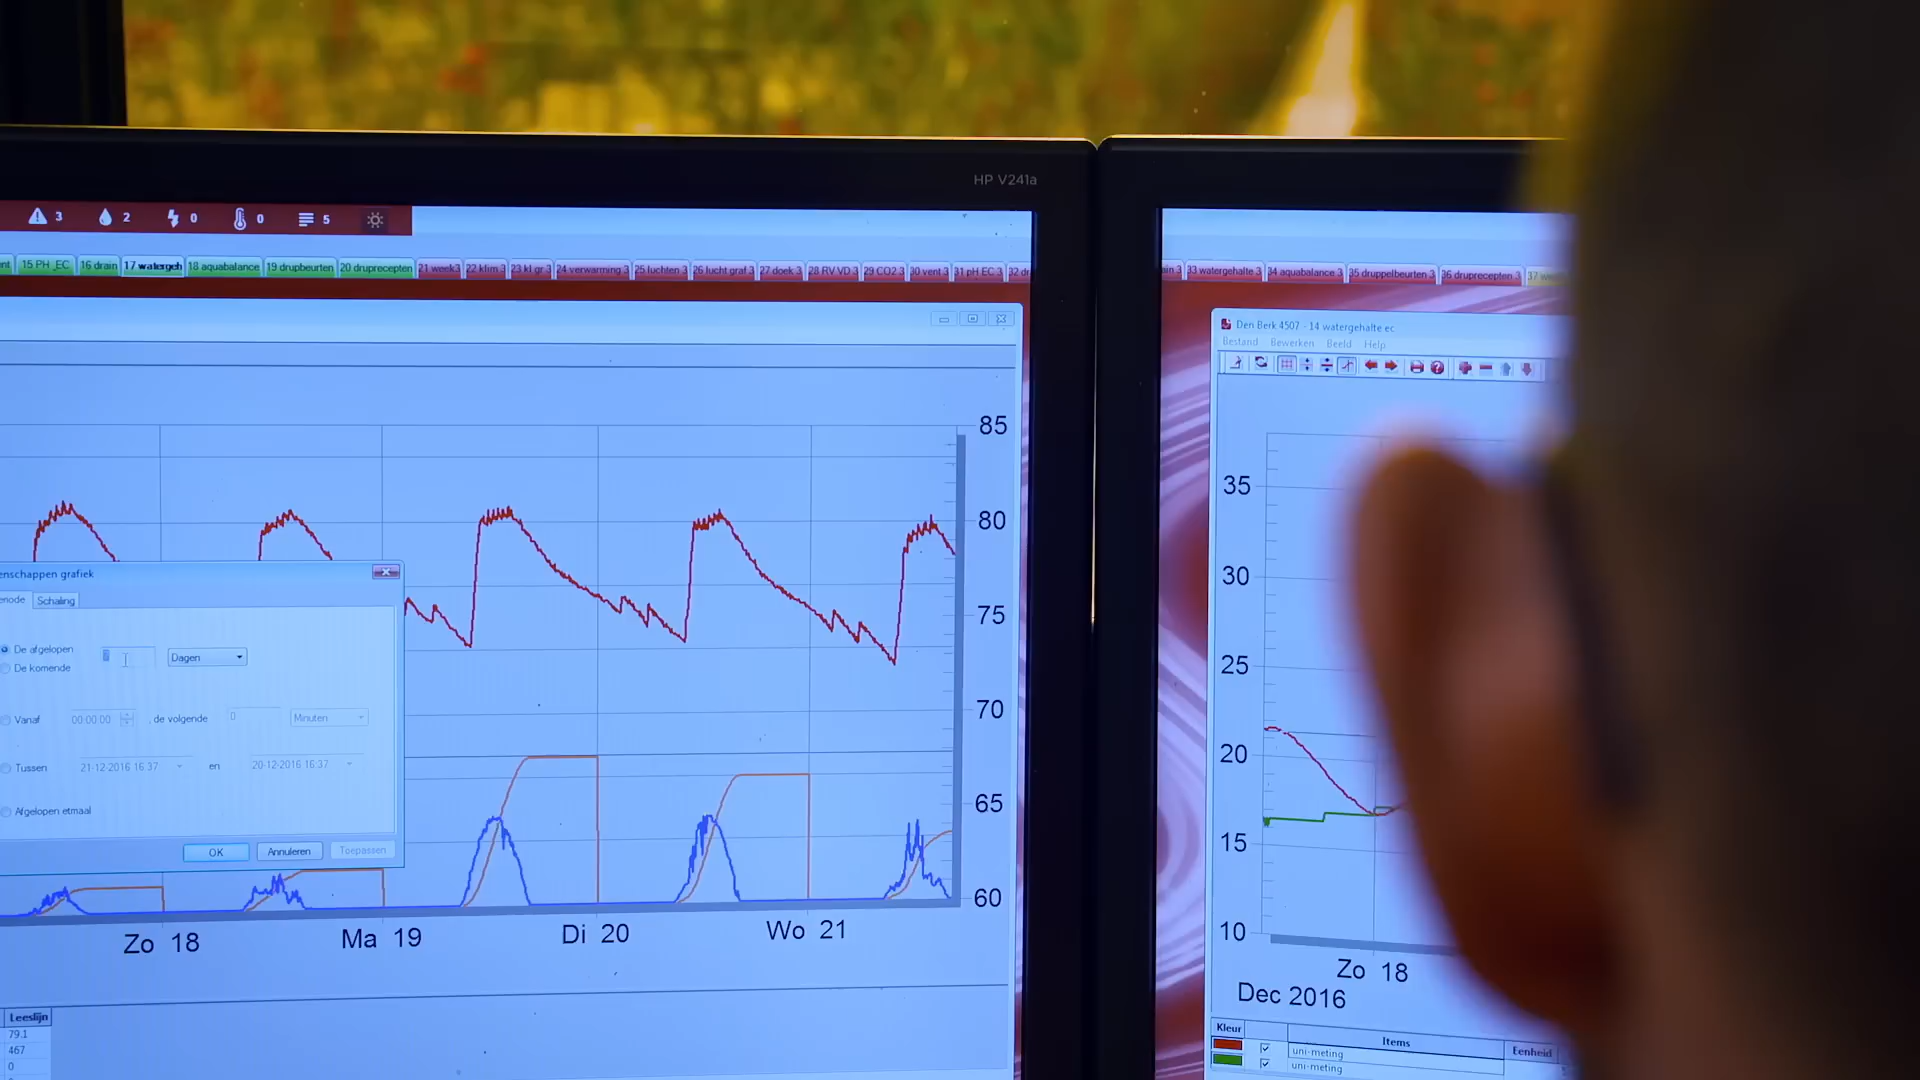 HP V241a
3 2 0 0 5
15 PH_EC 16 drain 17 watergeh 18 aquabalance 19 drupbeurten 20 druprecepten 21 week3 22 klim 3 23 kl gr 3 24 verwarming 3 25 luchten 3 26 lucht graf 3 27 doek 3 28 RV VD 3 29 CO2 3 30 vent 3 31 pH EC 3
33 watergehalte 3 34 aquabalance 3 35 druppelbeurten 3 36 druprecepten 3
85
80
75
70
65
60
enschappen grafiek
Schaling
De afgelopen Dagen
De komende
Vanaf 00:00:00 , de volgende 0 Minuten
Tussen 21-12-2016 16:37 en 20-12-2016 16:37
Afgelopen etmaal
OK Annuleren Toepassen
Zo 18 Ma 19 Di 20 Wo 21
Leeslijn
79.1
467
0
Den Berk 4507 - 14 watergehalte ec
Bestand Bewerken Beeld Help
35
30
25
20
15
10
Zo 18
Dec 2016
Kleur Items Eenheid
uni-meting
uni-meting